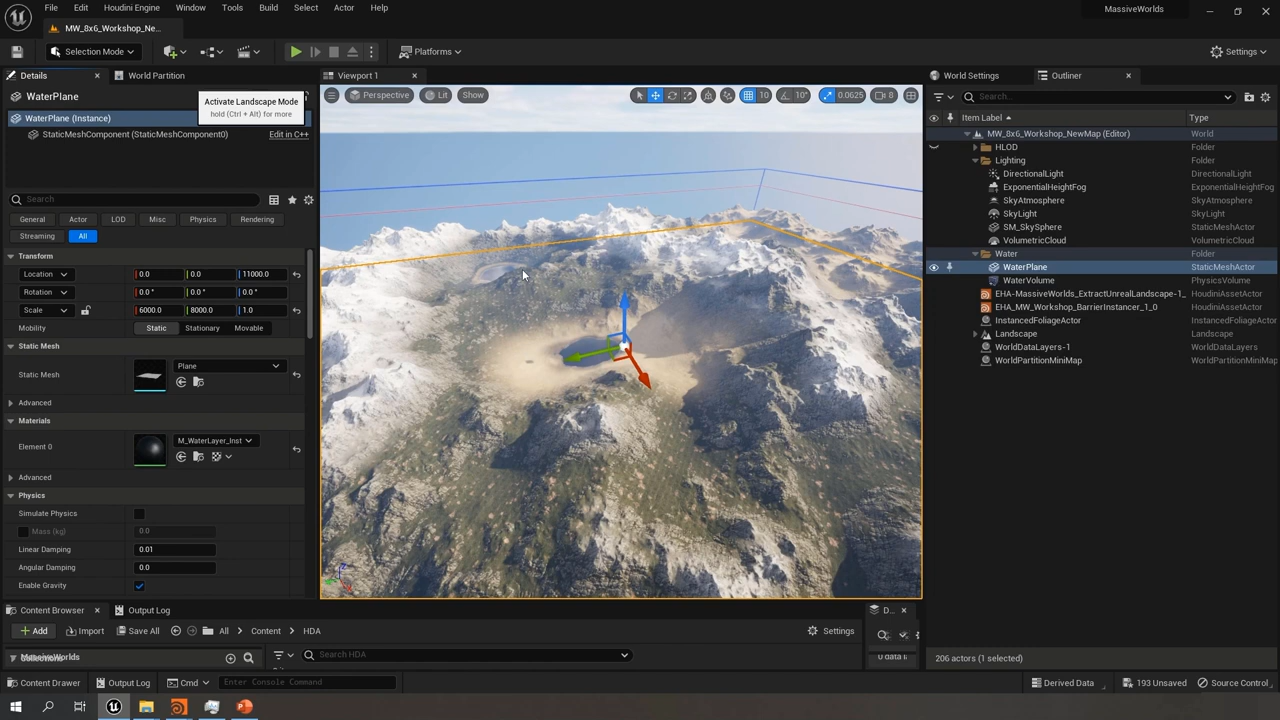 File Edit Houdini Engine Window Tools Build Select Actor Help
MassiveWorlds
MW_8x6_Workshop_Ne...
Selection Mode
Platforms
Settings
Details
World Partition
Viewport 1
World Settings
Outliner
WaterPlane
Activate Landscape Mode
hold (Ctrl + Alt) for more
Perspective
Lit
Show
10
10°
0.0625
8
Search...
WaterPlane (Instance)
StaticMeshComponent (StaticMeshComponent0)
Edit in C++
Item Label
Type
MW_8x6_Workshop_NewMap (Editor) World
HLOD Folder
Lighting Folder
DirectionalLight DirectionalLight
ExponentialHeightFog ExponentialHeightF
SkyAtmosphere SkyAtmosphere
SkyLight SkyLight
SM_SkySphere StaticMeshActor
VolumetricCloud VolumetricCloud
Water Folder
WaterPlane StaticMeshActor
WaterVolume PhysicsVolume
EHA-MassiveWorlds_ExtractUnrealLandscape-1_ HoudiniAssetActor
EHA_MW_Workshop_BarrierInstancer_1_0 HoudiniAssetActor
InstancedFoliageActor InstancedFoliageAct
Landscape Landscape
WorldDataLayers-1 WorldDataLayers
WorldPartitionMiniMap WorldPartitionMiniMa
206 actors (1 selected)
Search
General Actor LOD Misc Physics Rendering
Streaming All
Transform
Location 0.0 0.0 11000.0
Rotation 0.0 ° 0.0 ° 0.0 °
Scale 6000.0 8000.0 1.0
Mobility Static Stationary Movable
Static Mesh
Static Mesh Plane
Advanced
Materials
Element 0 M_WaterLayer_Inst
Advanced
Physics
Simulate Physics
Mass (kg) 0.0
Linear Damping 0.01
Angular Damping 0.0
Enable Gravity
Content Browser
Output Log
D...
Add
Import
Save All
All
Content
HDA
Settings
MassiveWorlds
Search HDA
Content Drawer
Output Log
Cmd
Enter Console Command
Derived Data
193 Unsaved
Source Control